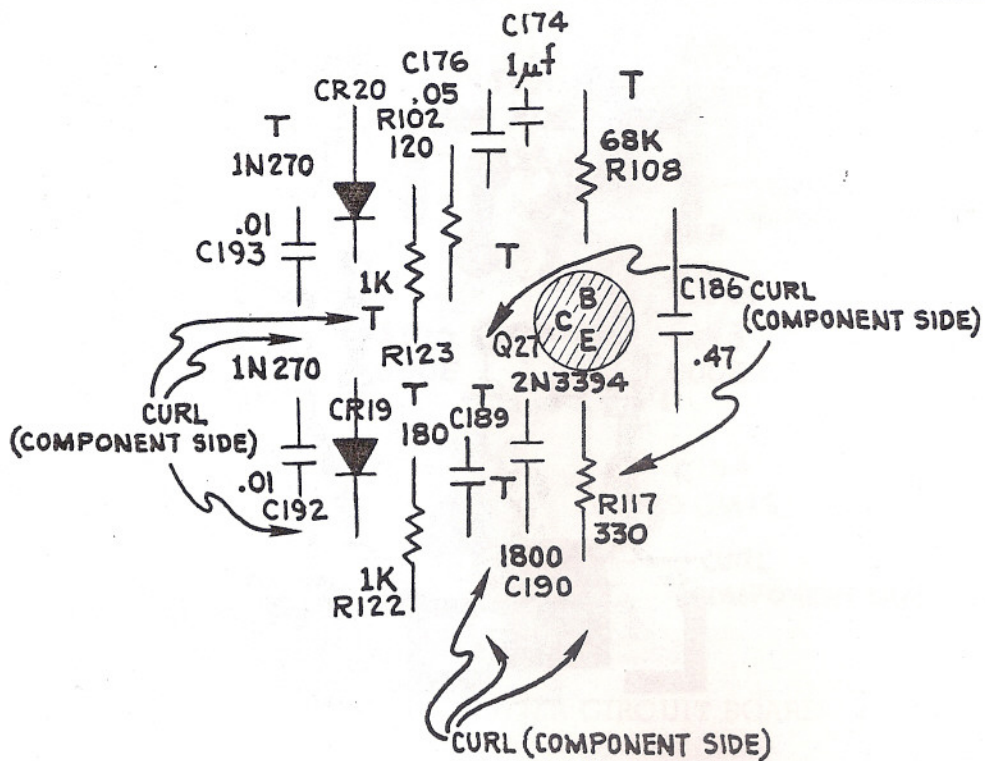 C174
1µf
C176
.05
T
CR20
R102
120
T
1N270
68K
R108
.01
C193
T
1K
T
B
C
E
C186
CURL
(COMPONENT SIDE)
R123
Q27
.47
1N270
2N3394
T
T
CURL
(COMPONENT SIDE)
CR19
180
C189
T
.01
C192
R117
330
1K
R122
1800
C190
CURL (COMPONENT SIDE)
CIRCUIT BOARD